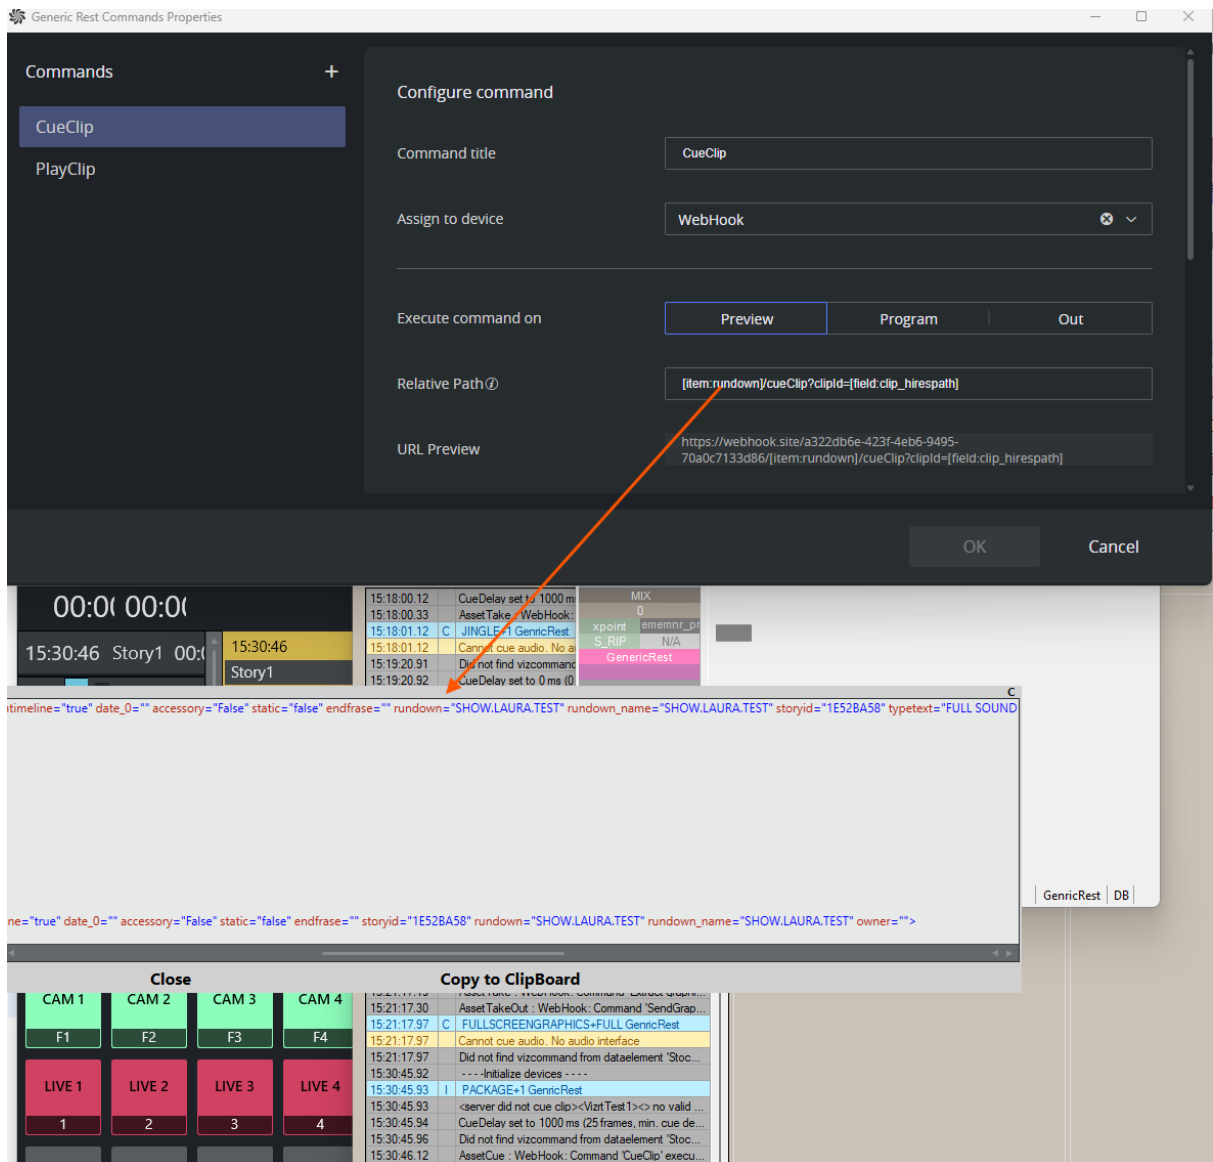 Generic Rest Commands Properties
Commands +
CueClip
PlayClip
Configure command
Command title
CueClip
Assign to device
WebHook
Execute command on
Preview
Program
Out
Relative Path
[item:rundown]/cueClip?clipId=[field:clip_hirespath]
URL Preview
https://webhook.site/a322db6e-423f-4eb6-9495-
70a0c7133d86/[item:rundown]/cueClip?clipId=[field:clip_hirespath]
OK
Cancel
00:0( 00:0(
15:30:46 Story1 00:(
15:30:46
Story1
15:18:00.12 CueDelay set to 1000 m
15:18:00.33 AssetTake : WebHook:
15:18:01.12 C JINGLE+1 GenricRest
15:18:01.12 Cannot cue audio. No a
15:19:20.91 Did not find vizcommand
15:19:20.92 CueDelay set to 0 ms (0
MIX
0
xpoint ememnr_pr
S_RIP N/A
GenericRest
C
timeline="true" date_0="" accessory="False" static="false" endfrase="" rundown="SHOW.LAURA.TEST" rundown_name="SHOW.LAURA.TEST" storyid="1E52BA58" typetext="FULL SOUND
ne="true" date_0="" accessory="False" static="false" endfrase="" storyid="1E52BA58" rundown="SHOW.LAURA.TEST" rundown_name="SHOW.LAURA.TEST" owner="">
GenricRest DB
Close
Copy to ClipBoard
CAM 1 CAM 2 CAM 3 CAM 4
F1 F2 F3 F4
LIVE 1 LIVE 2 LIVE 3 LIVE 4
1 2 3 4
15:21:17.30 AssetTakeOut : WebHook: Command 'SendGrap...
15:21:17.97 C FULLSCREENGRAPHICS+FULL GenricRest
15:21:17.97 Cannot cue audio. No audio interface
15:21:17.97 Did not find vizcommand from dataelement 'Stoc...
15:30:45.92 - - - -Initialize devices - - - -
15:30:45.93 I PACKAGE+1 GenricRest
15:30:45.93 <server did not cue clip><VizrtTest1><> no valid ...
15:30:45.94 CueDelay set to 1000 ms (25 frames, min. cue de...
15:30:45.96 Did not find vizcommand from dataelement 'Stoc...
15:30:46.12 AssetCue : WebHook: Command 'CueClip' execu...